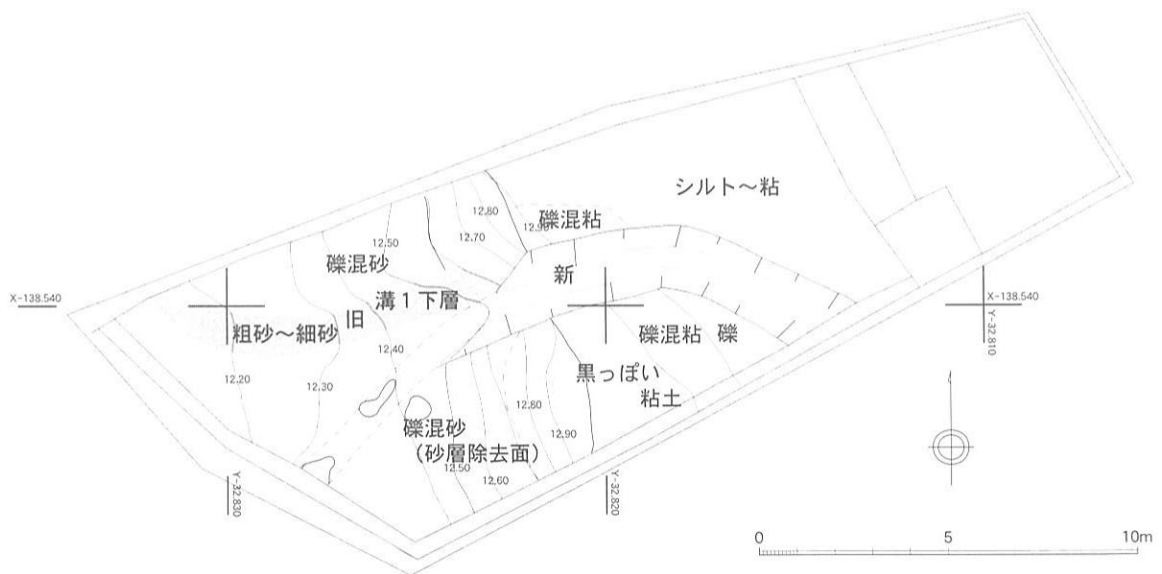 シルト～粘
12.80
礫混粘
12.90
12.70
12.50
礫混砂
新
溝1下層
X-138.540
X-138.540
Y-32.810
旧
粗砂～細砂
礫混粘 礫
12.40
黒っぽい
粘土
12.20
12.30
12.80
礫混砂
(砂層除去面)
12.90
12.50
12.60
Y-32.830
Y-32.820
0 5 10m